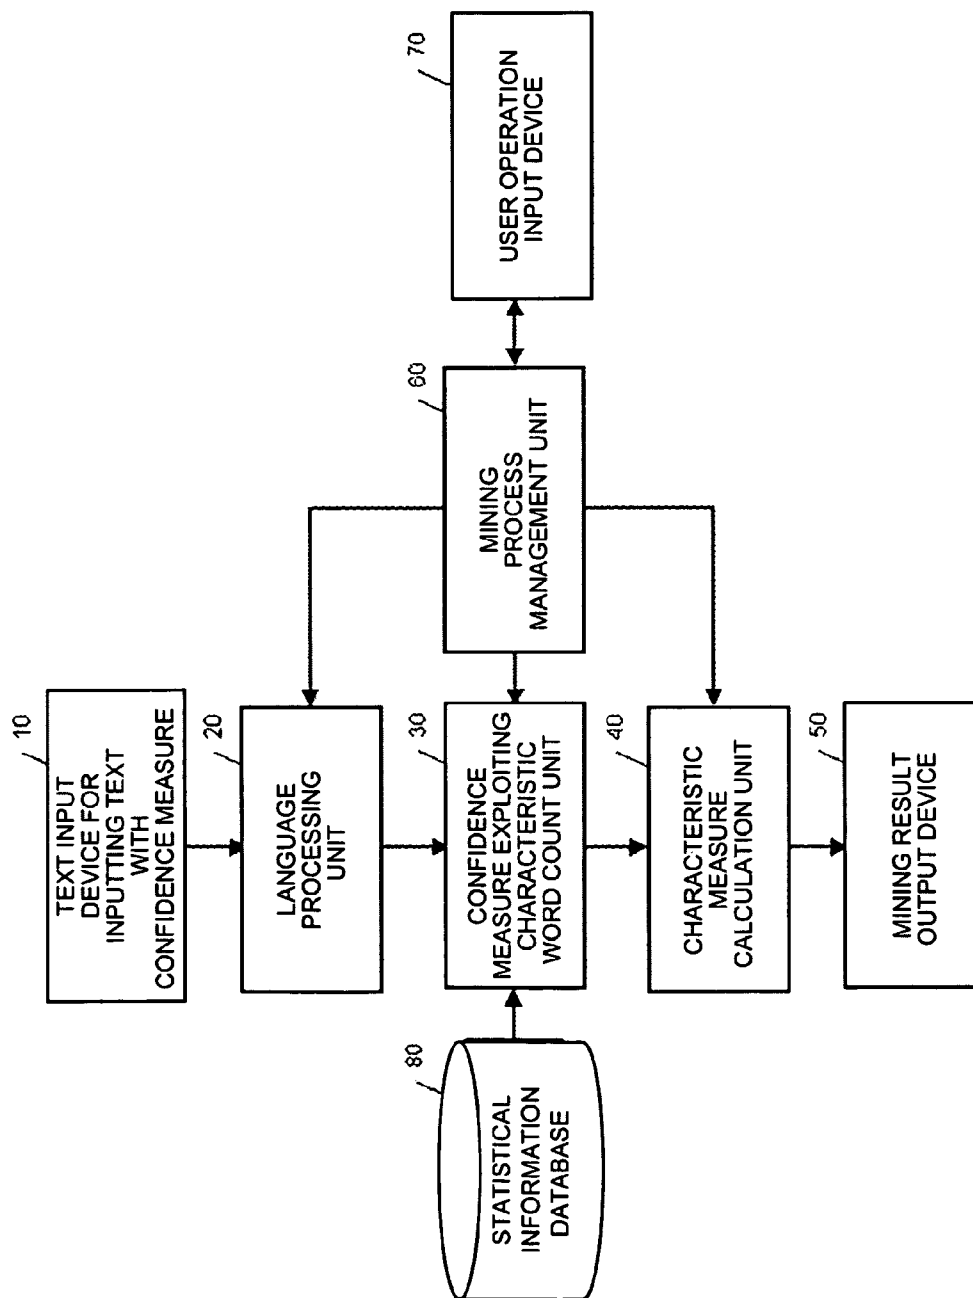 10
TEXT INPUT
DEVICE FOR
INPUTTING TEXT
WITH
CONFIDENCE MEASURE
20
LANGUAGE
PROCESSING
UNIT
30
CONFIDENCE
MEASURE EXPLOITING
CHARACTERISTIC
WORD COUNT UNIT
40
CHARACTERISTIC
MEASURE
CALCULATION UNIT
50
MINING RESULT
OUTPUT DEVICE
60
MINING
PROCESS
MANAGEMENT UNIT
70
USER OPERATION
INPUT DEVICE
80
STATISTICAL
INFORMATION
DATABASE